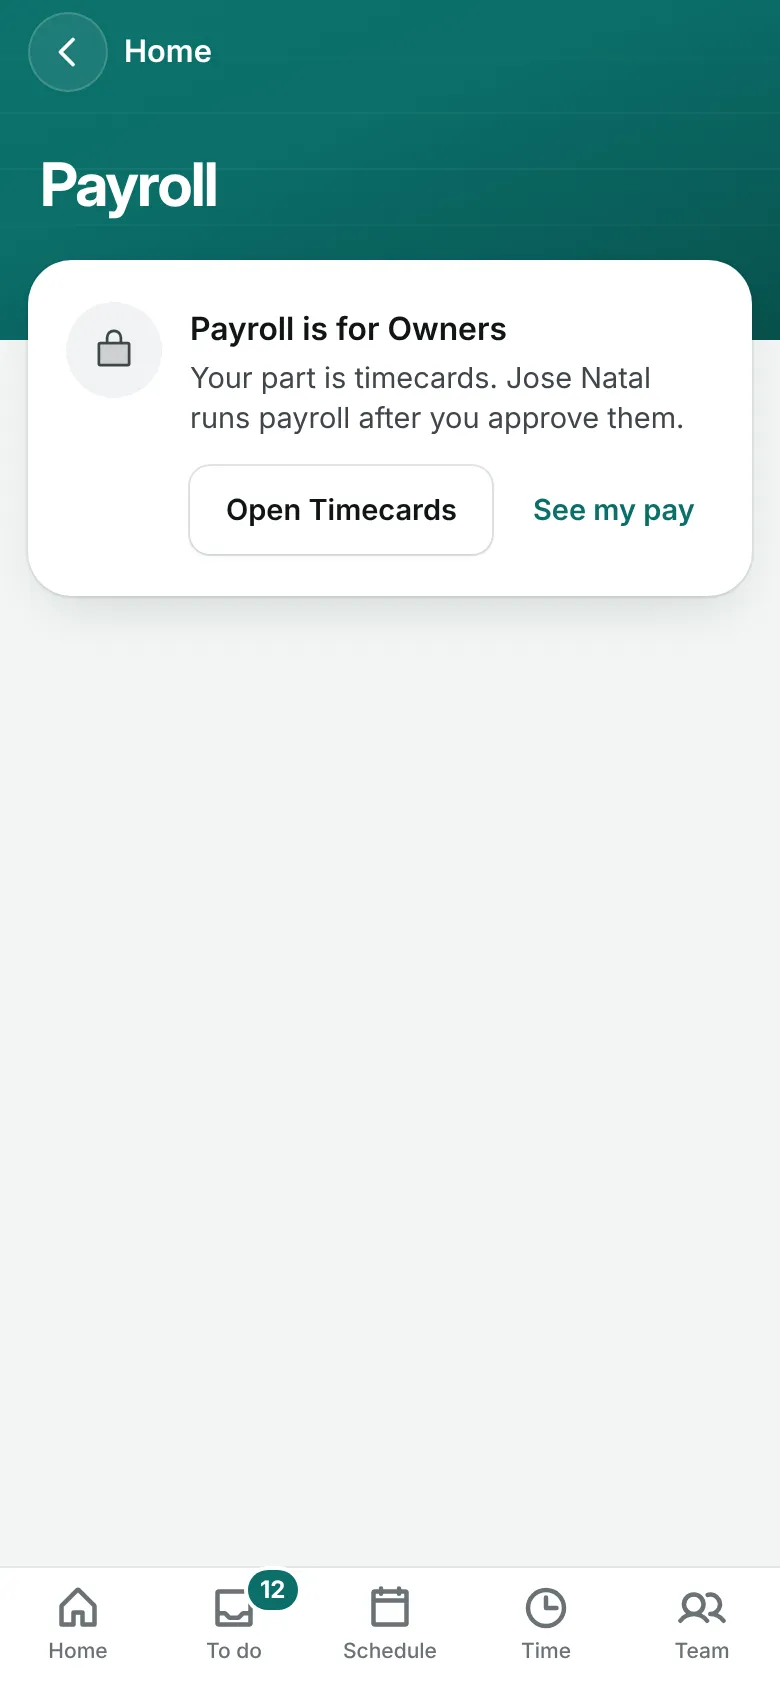 Home
Payroll
Payroll is for Owners
Your part is timecards. Jose Natal
runs payroll after you approve them.
Open Timecards
See my pay
12
Home
To do
Schedule
Time
Team